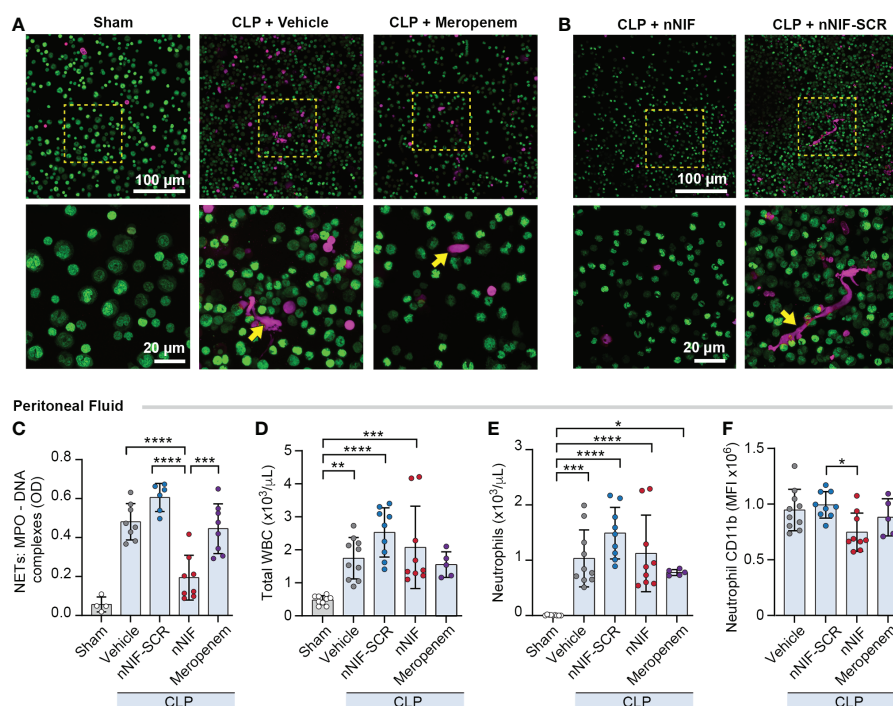 A
Sham
CLP + Vehicle
CLP + Meropenem
100 µm
20 µm
B
CLP + nNIF
CLP + nNIF-SCR
100 µm
20 µm
Peritoneal Fluid
C
NETs: MPO - DNA
complexes (OD)
0.8
0.6
0.4
0.2
0.0
****
****
***
Sham
Vehicle
nNIF-SCR
nNIF
Meropenem
CLP
D
Total WBC (x10³/µL)
5
4
3
2
1
0
***
****
**
Sham
Vehicle
nNIF-SCR
nNIF
Meropenem
CLP
E
Neutrophils (x10³/µL)
3
2
1
0
*
****
****
***
Sham
Vehicle
nNIF-SCR
nNIF
Meropenem
CLP
F
Neutrophil CD11b (MFI x10⁶)
1.5
1.0
0.5
0.0
*
Vehicle
nNIF-SCR
nNIF
Meropenem
CLP